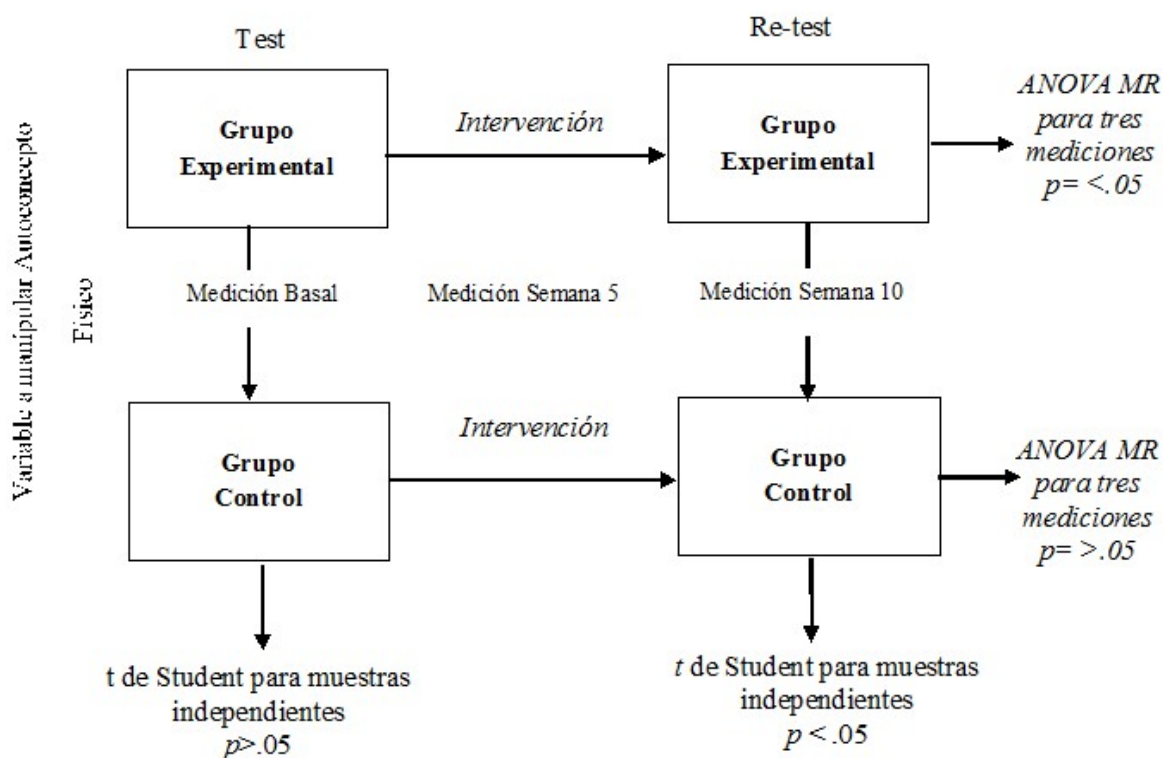 Test
Re-test
Grupo
Experimental
Intervención
Grupo
Experimental
ANOVA MR
para tres
mediciones
p= <.05
Variable a manipular Autoconcepto
Físico
Medición Basal
Medición Semana 5
Medición Semana 10
Grupo
Control
Intervención
Grupo
Control
ANOVA MR
para tres
mediciones
p= >.05
t de Student para muestras
independientes
p>.05
t de Student para muestras
independientes
p <.05